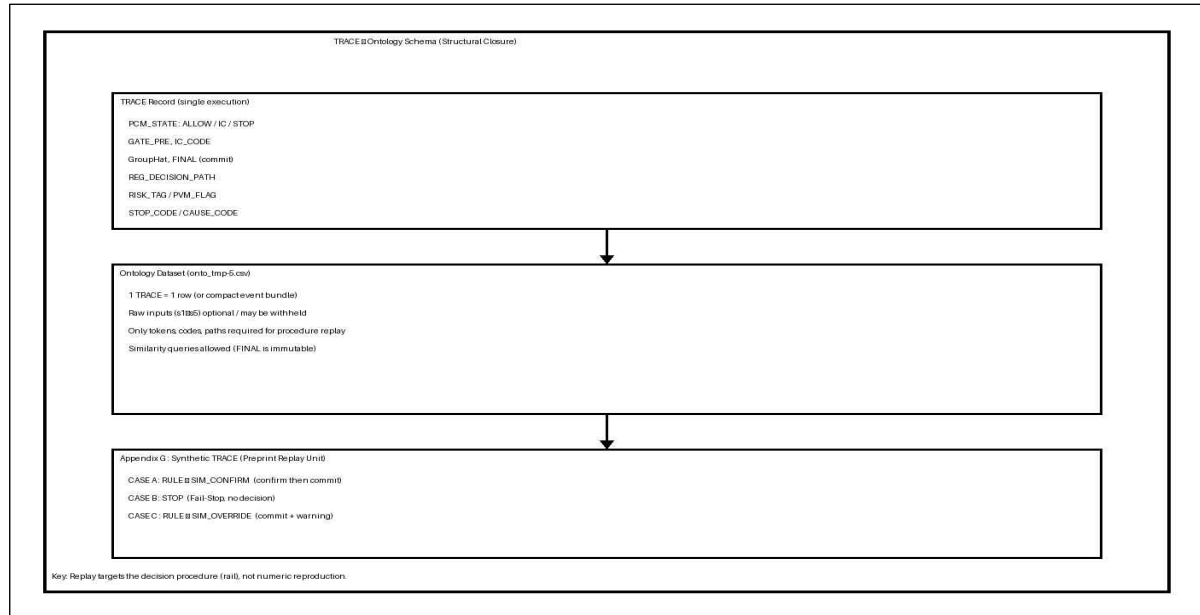 TRACE ▯ Ontology Schema (Structural Closure)
TRACE Record (single execution)
PCM_STATE: ALLOW / IC / STOP
GATE_PRE, IC_CODE
GroupHat, FINAL (commit)
REG_DECISION_PATH
RISK_TAG / PVM_FLAG
STOP_CODE / CAUSE_CODE
Ontology Dataset (onto_tmp-5.csv)
1 TRACE = 1 row (or compact event bundle)
Raw inputs (s1▯s5) optional / may be withheld
Only tokens, codes, paths required for procedure replay
Similarity queries allowed (FINAL is immutable)
Appendix G : Synthetic TRACE (Preprint Replay Unit)
CASE A: RULE ▯ SIM_CONFIRM (confirm then commit)
CASE B: STOP (Fail-Stop, no decision)
CASE C : RULE ▯ SIM_OVERRIDE (commit + warning)
Key: Replay targets the decision procedure (rail), not numeric reproduction.